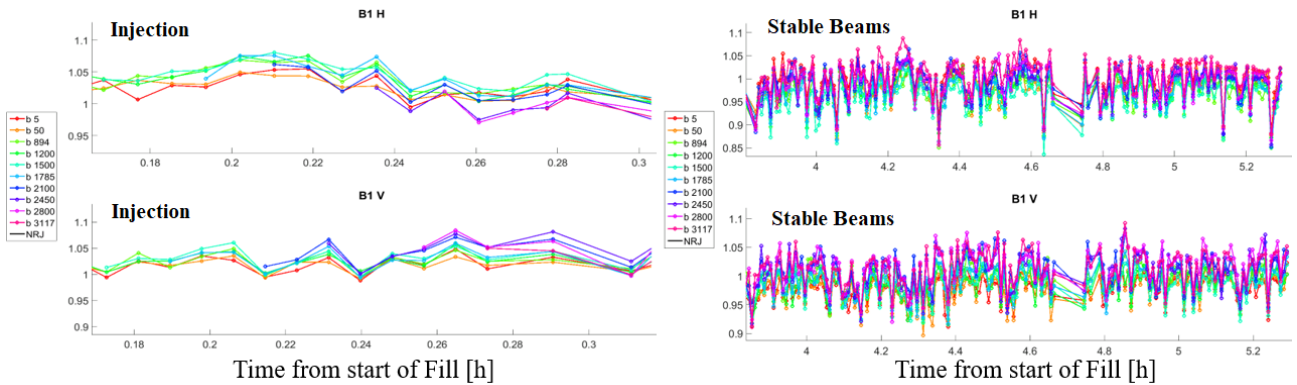 B1 H
Injection
1.1
1.05
1
0.95
0.18
0.2
0.22
0.24
0.26
0.28
0.3
b 5
b 50
b 894
b 1200
b 1500
b 1785
b 2100
b 2450
b 2800
b 3117
NRJ
B1 V
Injection
1.1
1.05
1
0.95
0.9
0.18
0.2
0.22
0.24
0.26
0.28
0.3
Time from start of Fill [h]
B1 H
Stable Beams
1.1
1.05
1
0.95
0.9
0.85
4
4.2
4.4
4.6
4.8
5
5.2
b 5
b 50
b 894
b 1200
b 1500
b 1785
b 2100
b 2450
b 2800
b 3117
NRJ
B1 V
Stable Beams
1.1
1.05
1
0.95
0.9
4
4.2
4.4
4.6
4.8
5
5.2
Time from start of Fill [h]